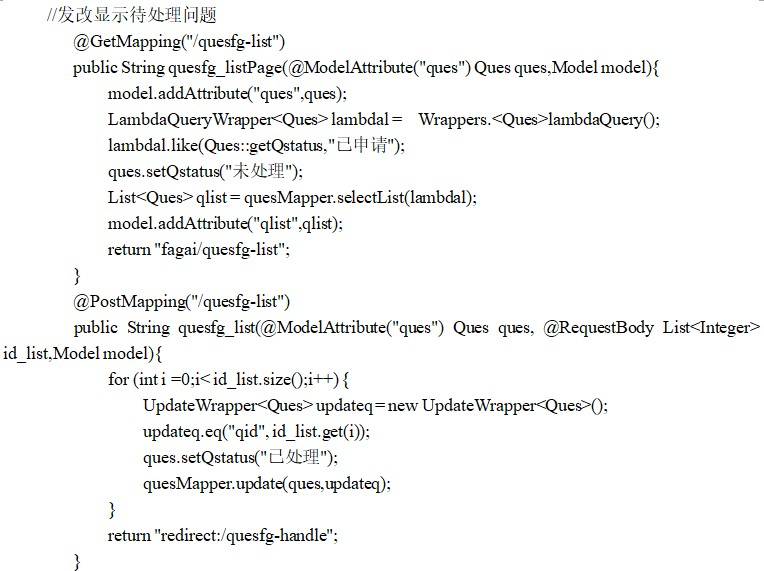 //发改显示待处理问题
@GetMapping("/quesfg-list")
public String quesfg_listPage(@ModelAttribute("ques") Ques ques,Model model){
model.addAttribute("ques",ques);
LambdaQueryWrapper<Ques> lambdal = Wrappers.<Ques>lambdaQuery();
lambdal.like(Ques::getQstatus,"已申请");
ques.setQstatus("未处理");
List<Ques> qlist = quesMapper.selectList(lambdal);
model.addAttribute("qlist",qlist);
return "fagai/quesfg-list";
}
@PostMapping("/quesfg-list")
public String quesfg_list(@ModelAttribute("ques") Ques ques, @RequestBody List<Integer>
id_list,Model model){
for (int i =0;i< id_list.size();i++) {
UpdateWrapper<Ques> updateq = new UpdateWrapper<Ques>();
updateq.eq("qid", id_list.get(i));
ques.setQstatus("已处理");
quesMapper.update(ques,updateq);
}
return "redirect:/quesfg-handle";
}